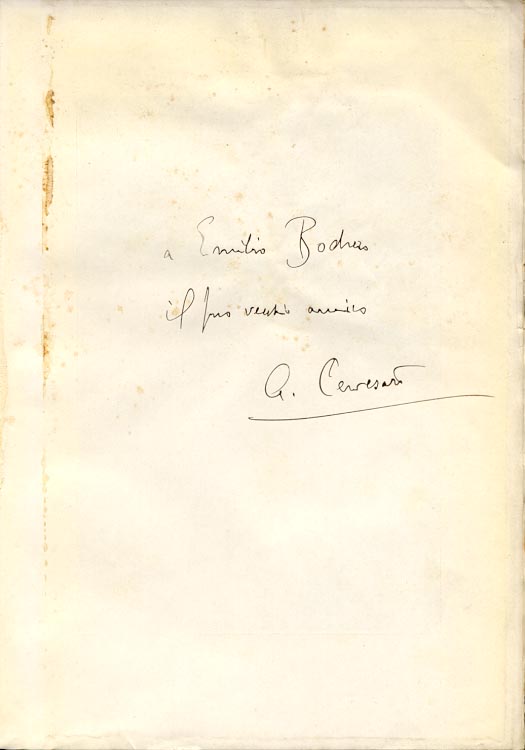 a Emilio Bodrero
il suo vecchio amico
A. Cervesato